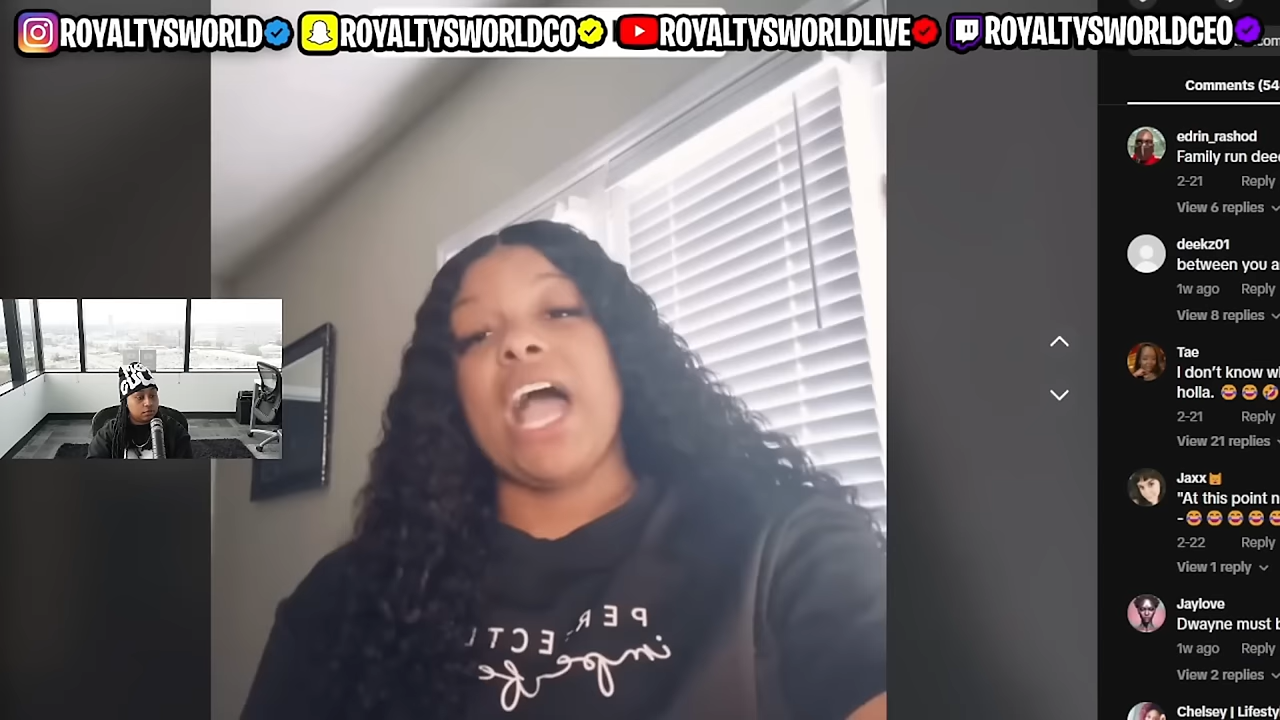 ROYALTYSWORLD ROYALTYSWORLDCO ROYALTYSWORLDLIVE ROYALTYSWORLDCEO
Comments (54
edrin_rashod
Family run dee
2-21 Reply
View 6 replies
deekz01
between you a
1w ago Reply
View 8 replies
Tae
I don't know w
holla. 😂😂🤣
2-21 Reply
View 21 replies
Jaxx😼
"At this point n
-😂😂😂😂😂
2-22 Reply
View 1 reply
Jaylove
Dwayne must b
1w ago Reply
View 2 replies
Chelsey | Lifesty
PERFECTLY
imperfe